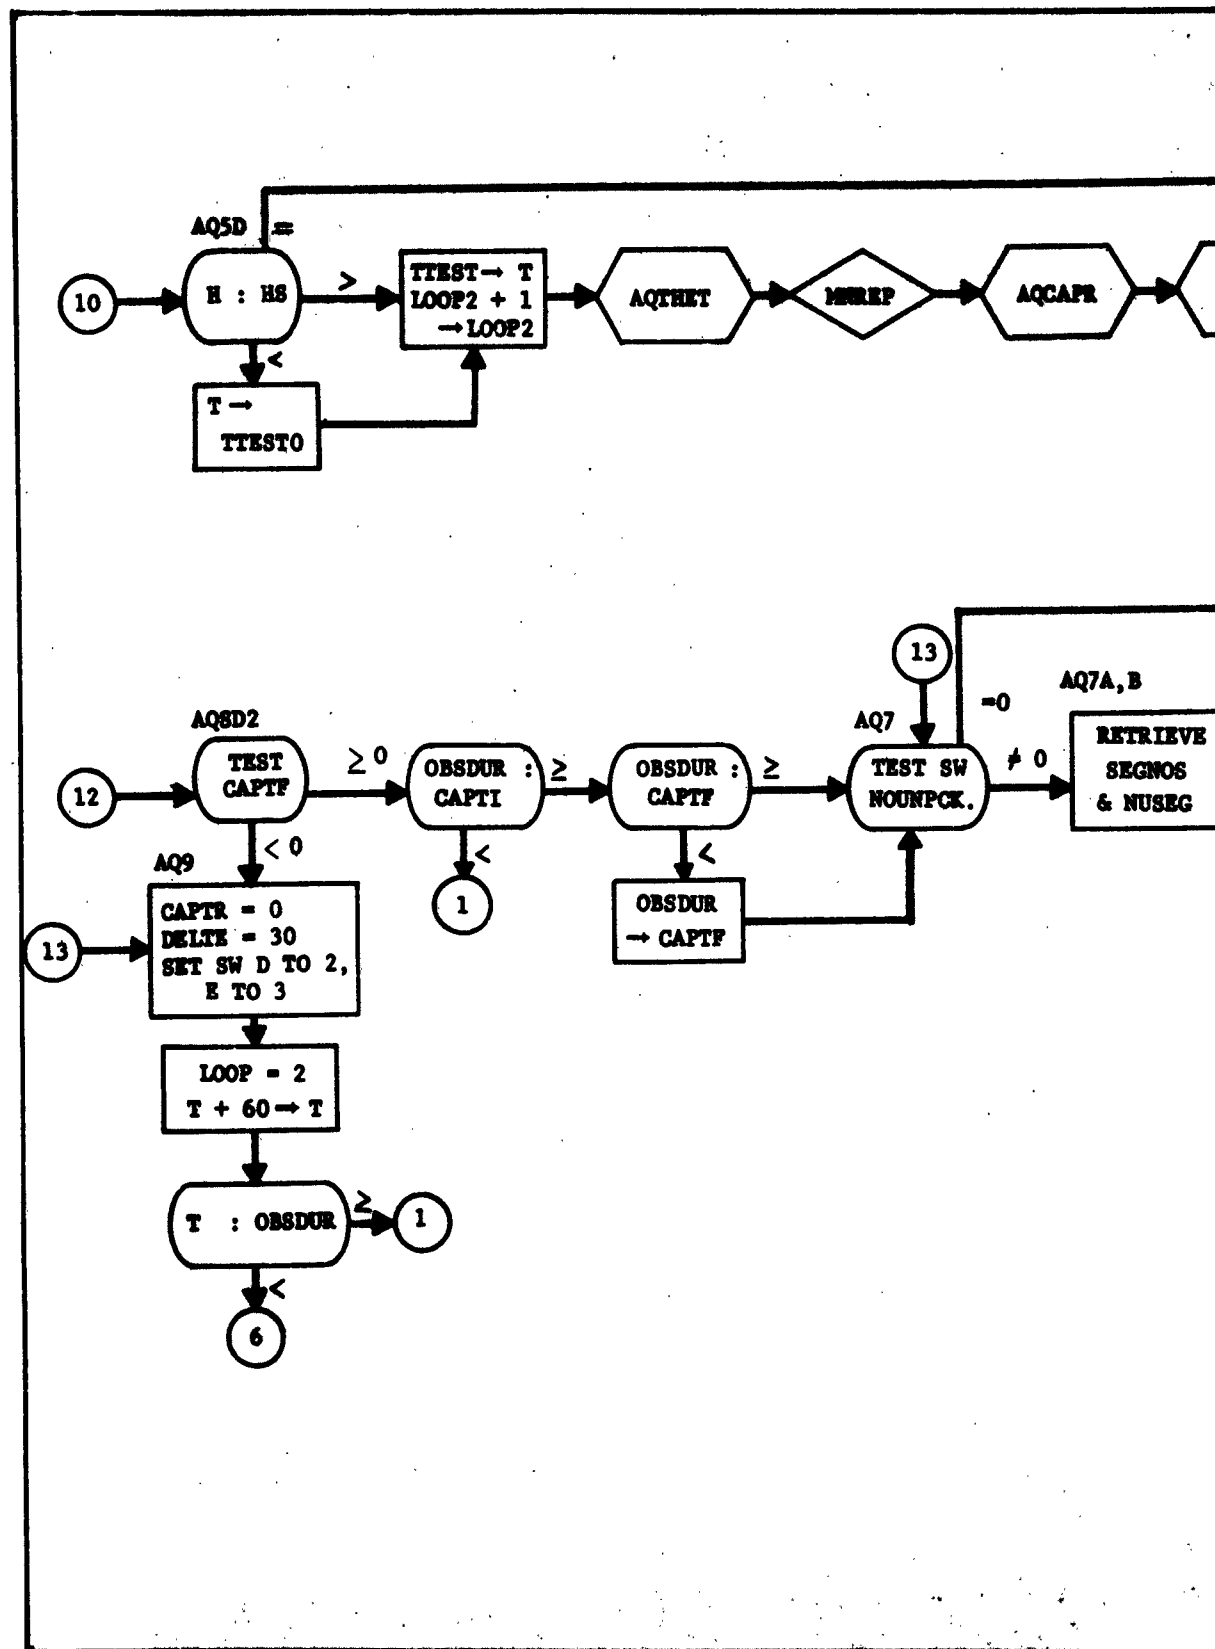 AQ5D =
10
H : HS
>
TTEST → T
LOOP2 + 1
→ LOOP2
AQTHET
MNREP
AQCAPR
<
T →
TTESTO
13
AQ7A,B
=0
AQ8D2
AQ7
12
TEST
CAPTF
≥ 0
OBSDUR :
CAPTI
≥
OBSDUR :
CAPTF
≥
TEST SW
NOUNPCK.
≠ 0
RETRIEVE
SEGNOS
& NUSEG
< 0
<
<
AQ9
1
OBSDUR
→ CAPTF
13
CAPTR = 0
DELTE = 30
SET SW D TO 2,
E TO 3
LOOP = 2
T + 60 → T
T : OBSDUR
≥
1
<
6